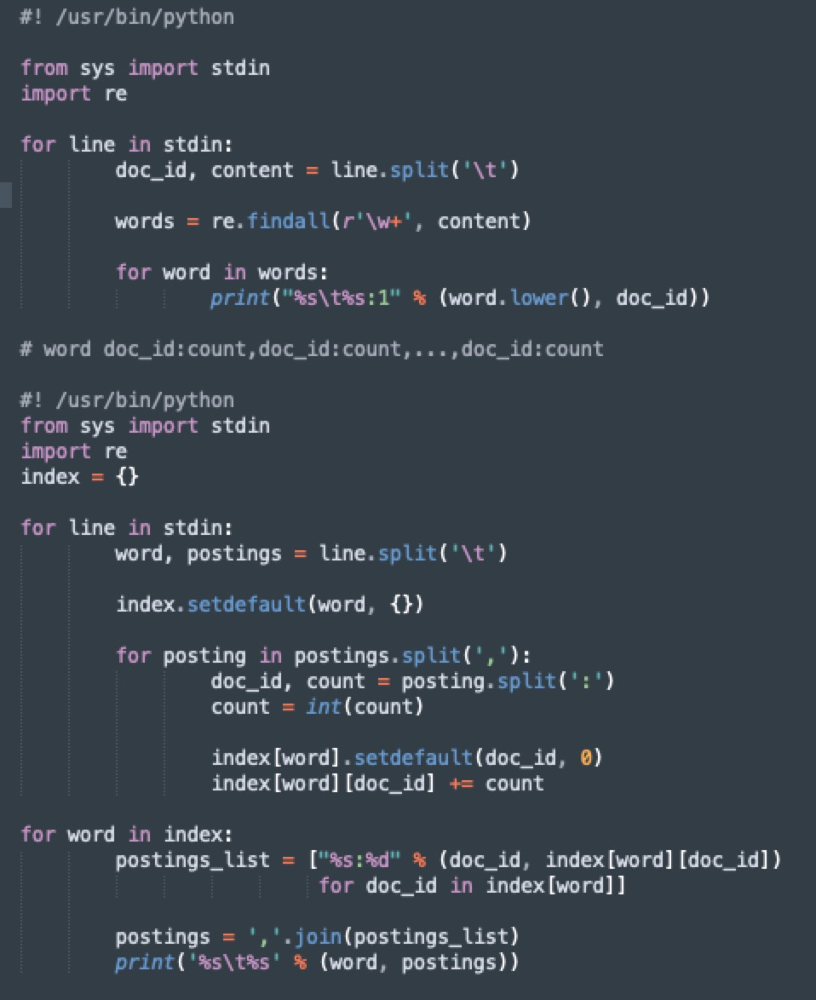 #! /usr/bin/python
from sys import stdin
import re
for line in stdin:
doc_id, content = line.split('\t')
words = re.findall(r'\w+', content)
for word in words:
print("%s\t%s:1" % (word.lower(), doc_id))
# word doc_id:count,doc_id:count,...,doc_id:count
#! /usr/bin/python
from sys import stdin
import re
index = {}
for line in stdin:
word, postings = line.split('\t')
index.setdefault(word, {})
for posting in postings.split(','):
doc_id, count = posting.split(':')
count = int(count)
index[word].setdefault(doc_id, 0)
index[word][doc_id] += count
for word in index:
postings_list = ["%s:%d" % (doc_id, index[word][doc_id])
for doc_id in index[word]]
postings = ','.join(postings_list)
print('%s\t%s' % (word, postings))